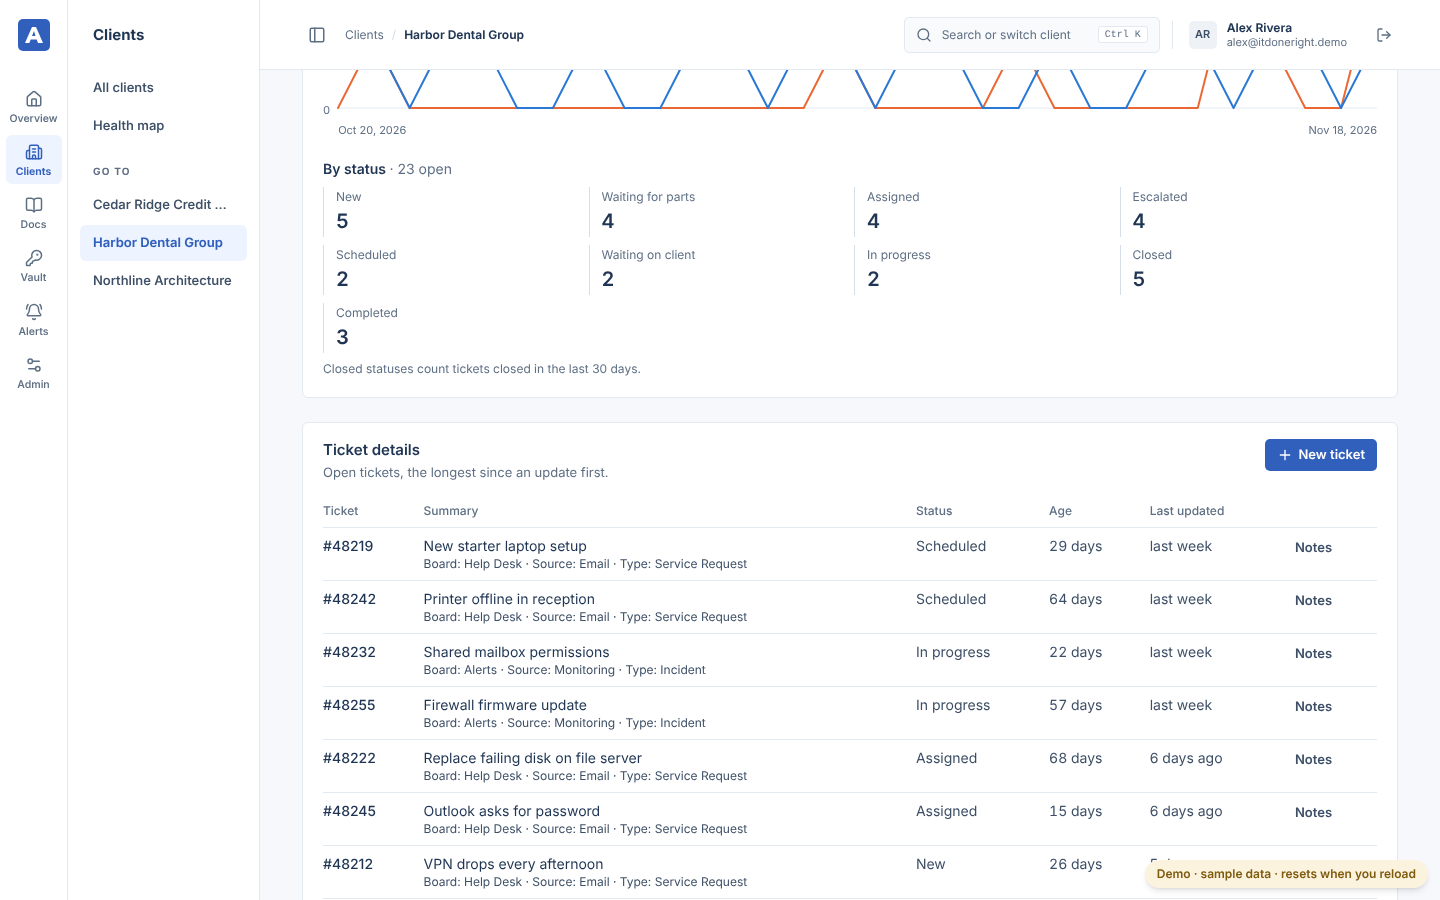 A
Clients
Clients / Harbor Dental Group
Search or switch client
Ctrl K
AR
Alex Rivera
alex@itdoneright.demo
Overview
Clients
Docs
Vault
Alerts
Admin
All clients
Health map
GO TO
Cedar Ridge Credit ...
Harbor Dental Group
Northline Architecture
0
Oct 20, 2026
Nov 18, 2026
By status · 23 open
New
5
Waiting for parts
4
Assigned
4
Escalated
4
Scheduled
2
Waiting on client
2
In progress
2
Closed
5
Completed
3
Closed statuses count tickets closed in the last 30 days.
Ticket details
Open tickets, the longest since an update first.
New ticket
Ticket Summary Status Age Last updated
#48219 New starter laptop setup Scheduled 29 days last week Notes
Board: Help Desk · Source: Email · Type: Service Request
#48242 Printer offline in reception Scheduled 64 days last week Notes
Board: Help Desk · Source: Email · Type: Service Request
#48232 Shared mailbox permissions In progress 22 days last week Notes
Board: Alerts · Source: Monitoring · Type: Incident
#48255 Firewall firmware update In progress 57 days last week Notes
Board: Alerts · Source: Monitoring · Type: Incident
#48222 Replace failing disk on file server Assigned 68 days 6 days ago Notes
Board: Help Desk · Source: Email · Type: Service Request
#48245 Outlook asks for password Assigned 15 days 6 days ago Notes
Board: Help Desk · Source: Email · Type: Service Request
#48212 VPN drops every afternoon New 26 days
Board: Help Desk · Source: Email · Type: Service Request
Demo · sample data · resets when you reload